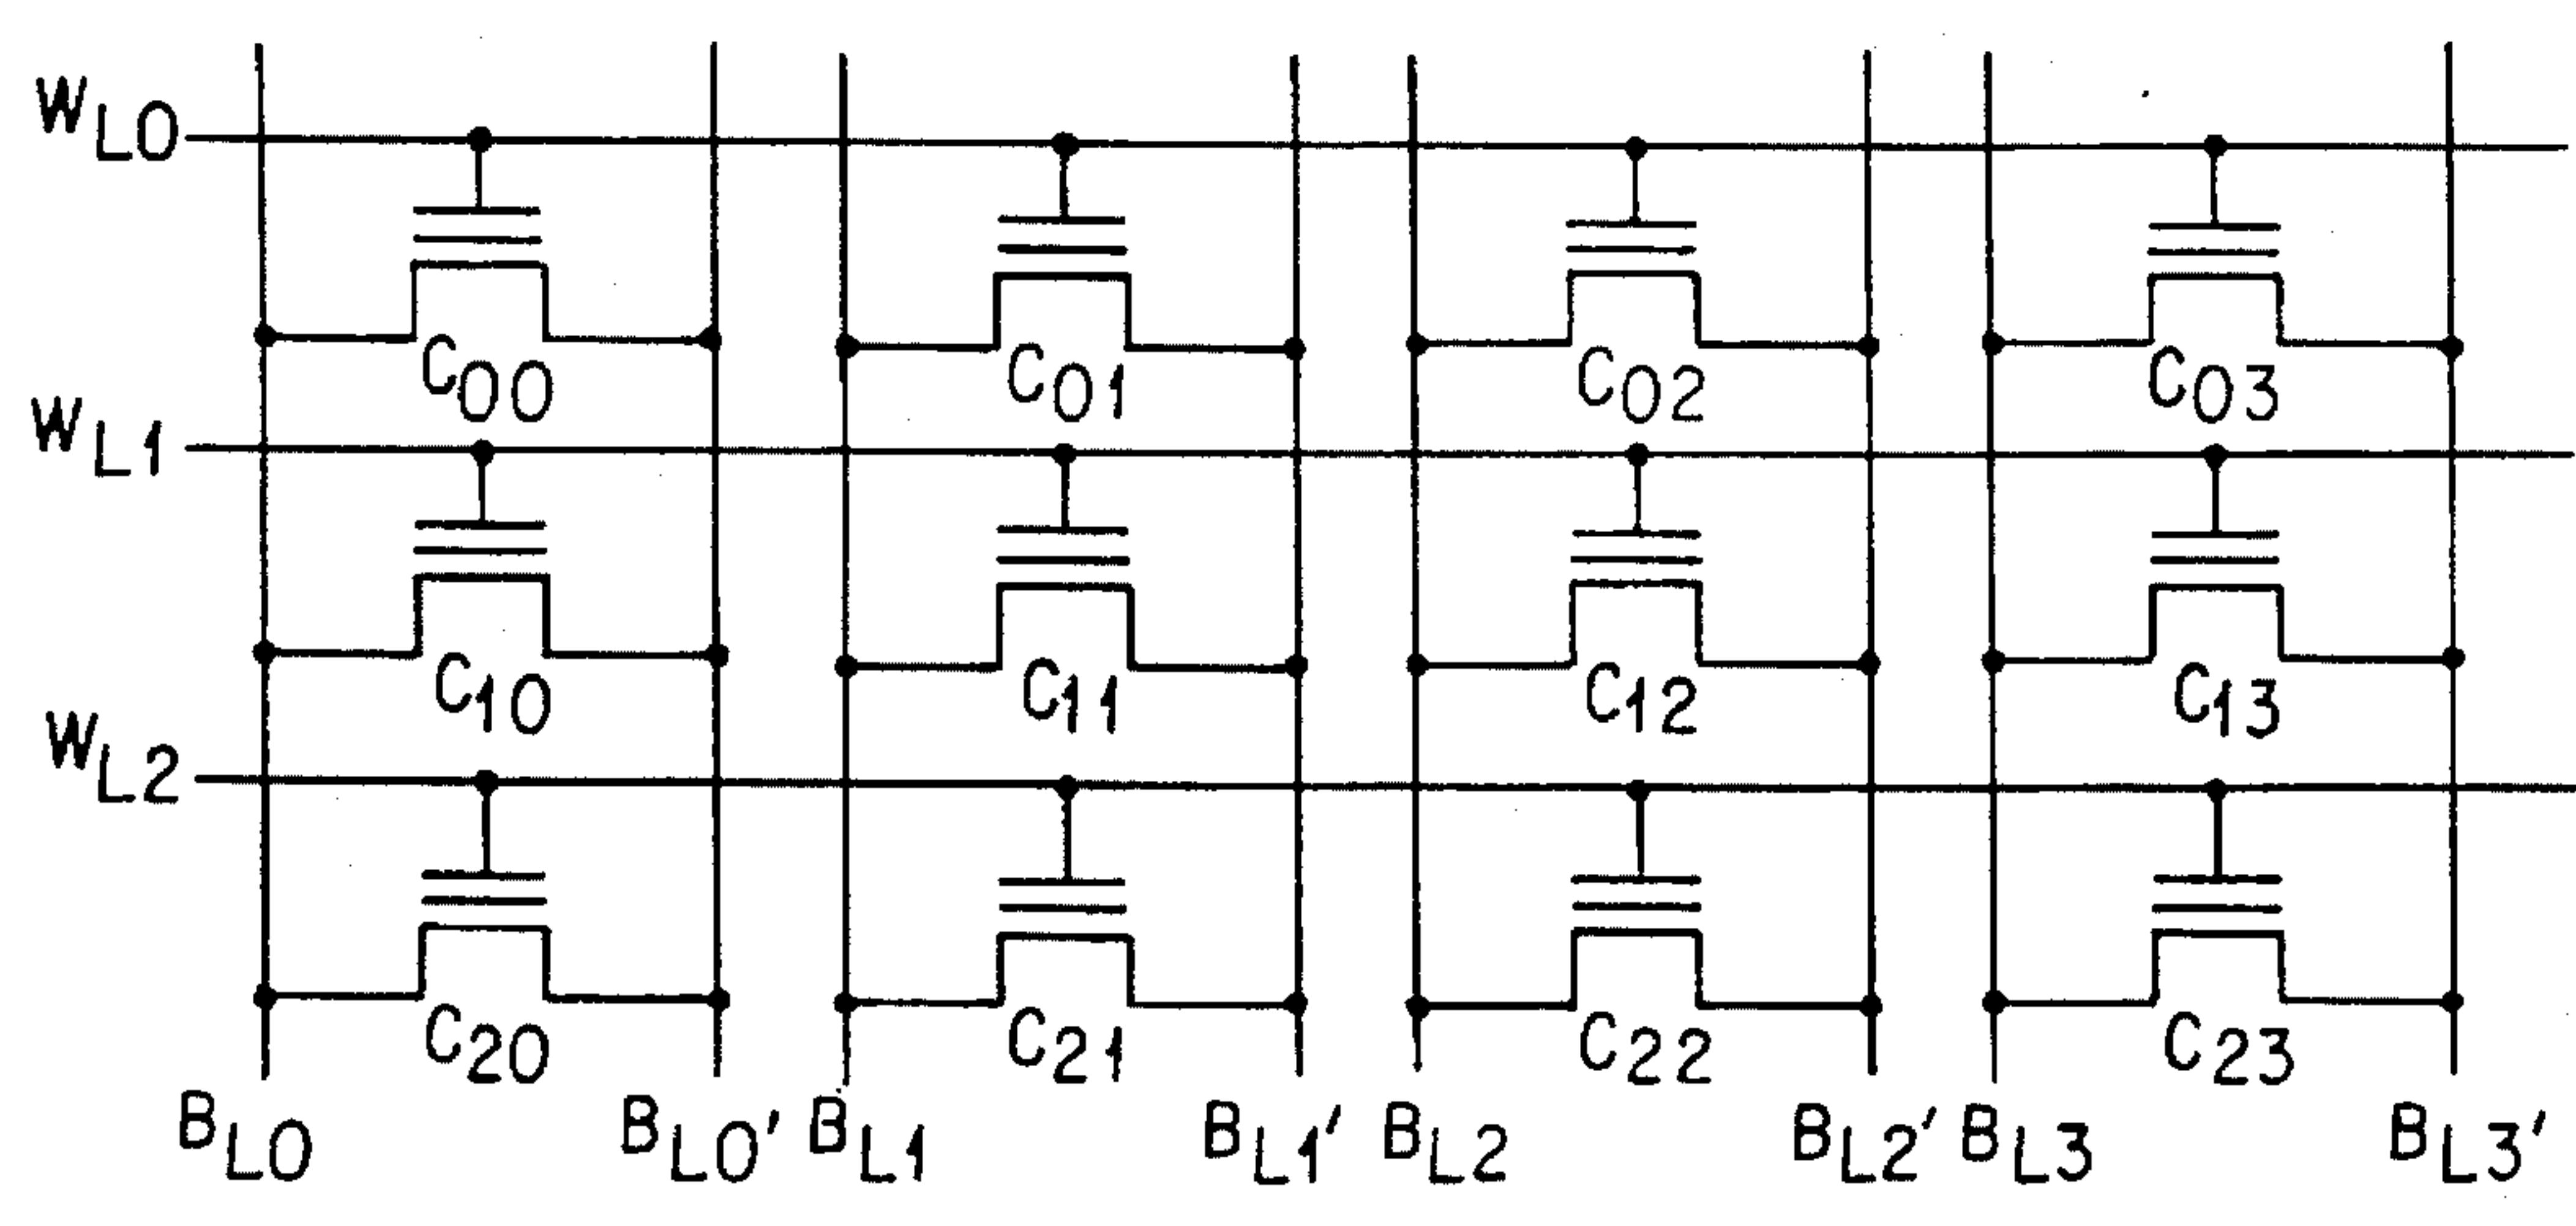 WL0
C00 C01 C02 C03
WL1
C10 C11 C12 C13
WL2
C20 C21 C22 C23
BL0 BL0' BL1 BL1' BL2 BL2' BL3 BL3'